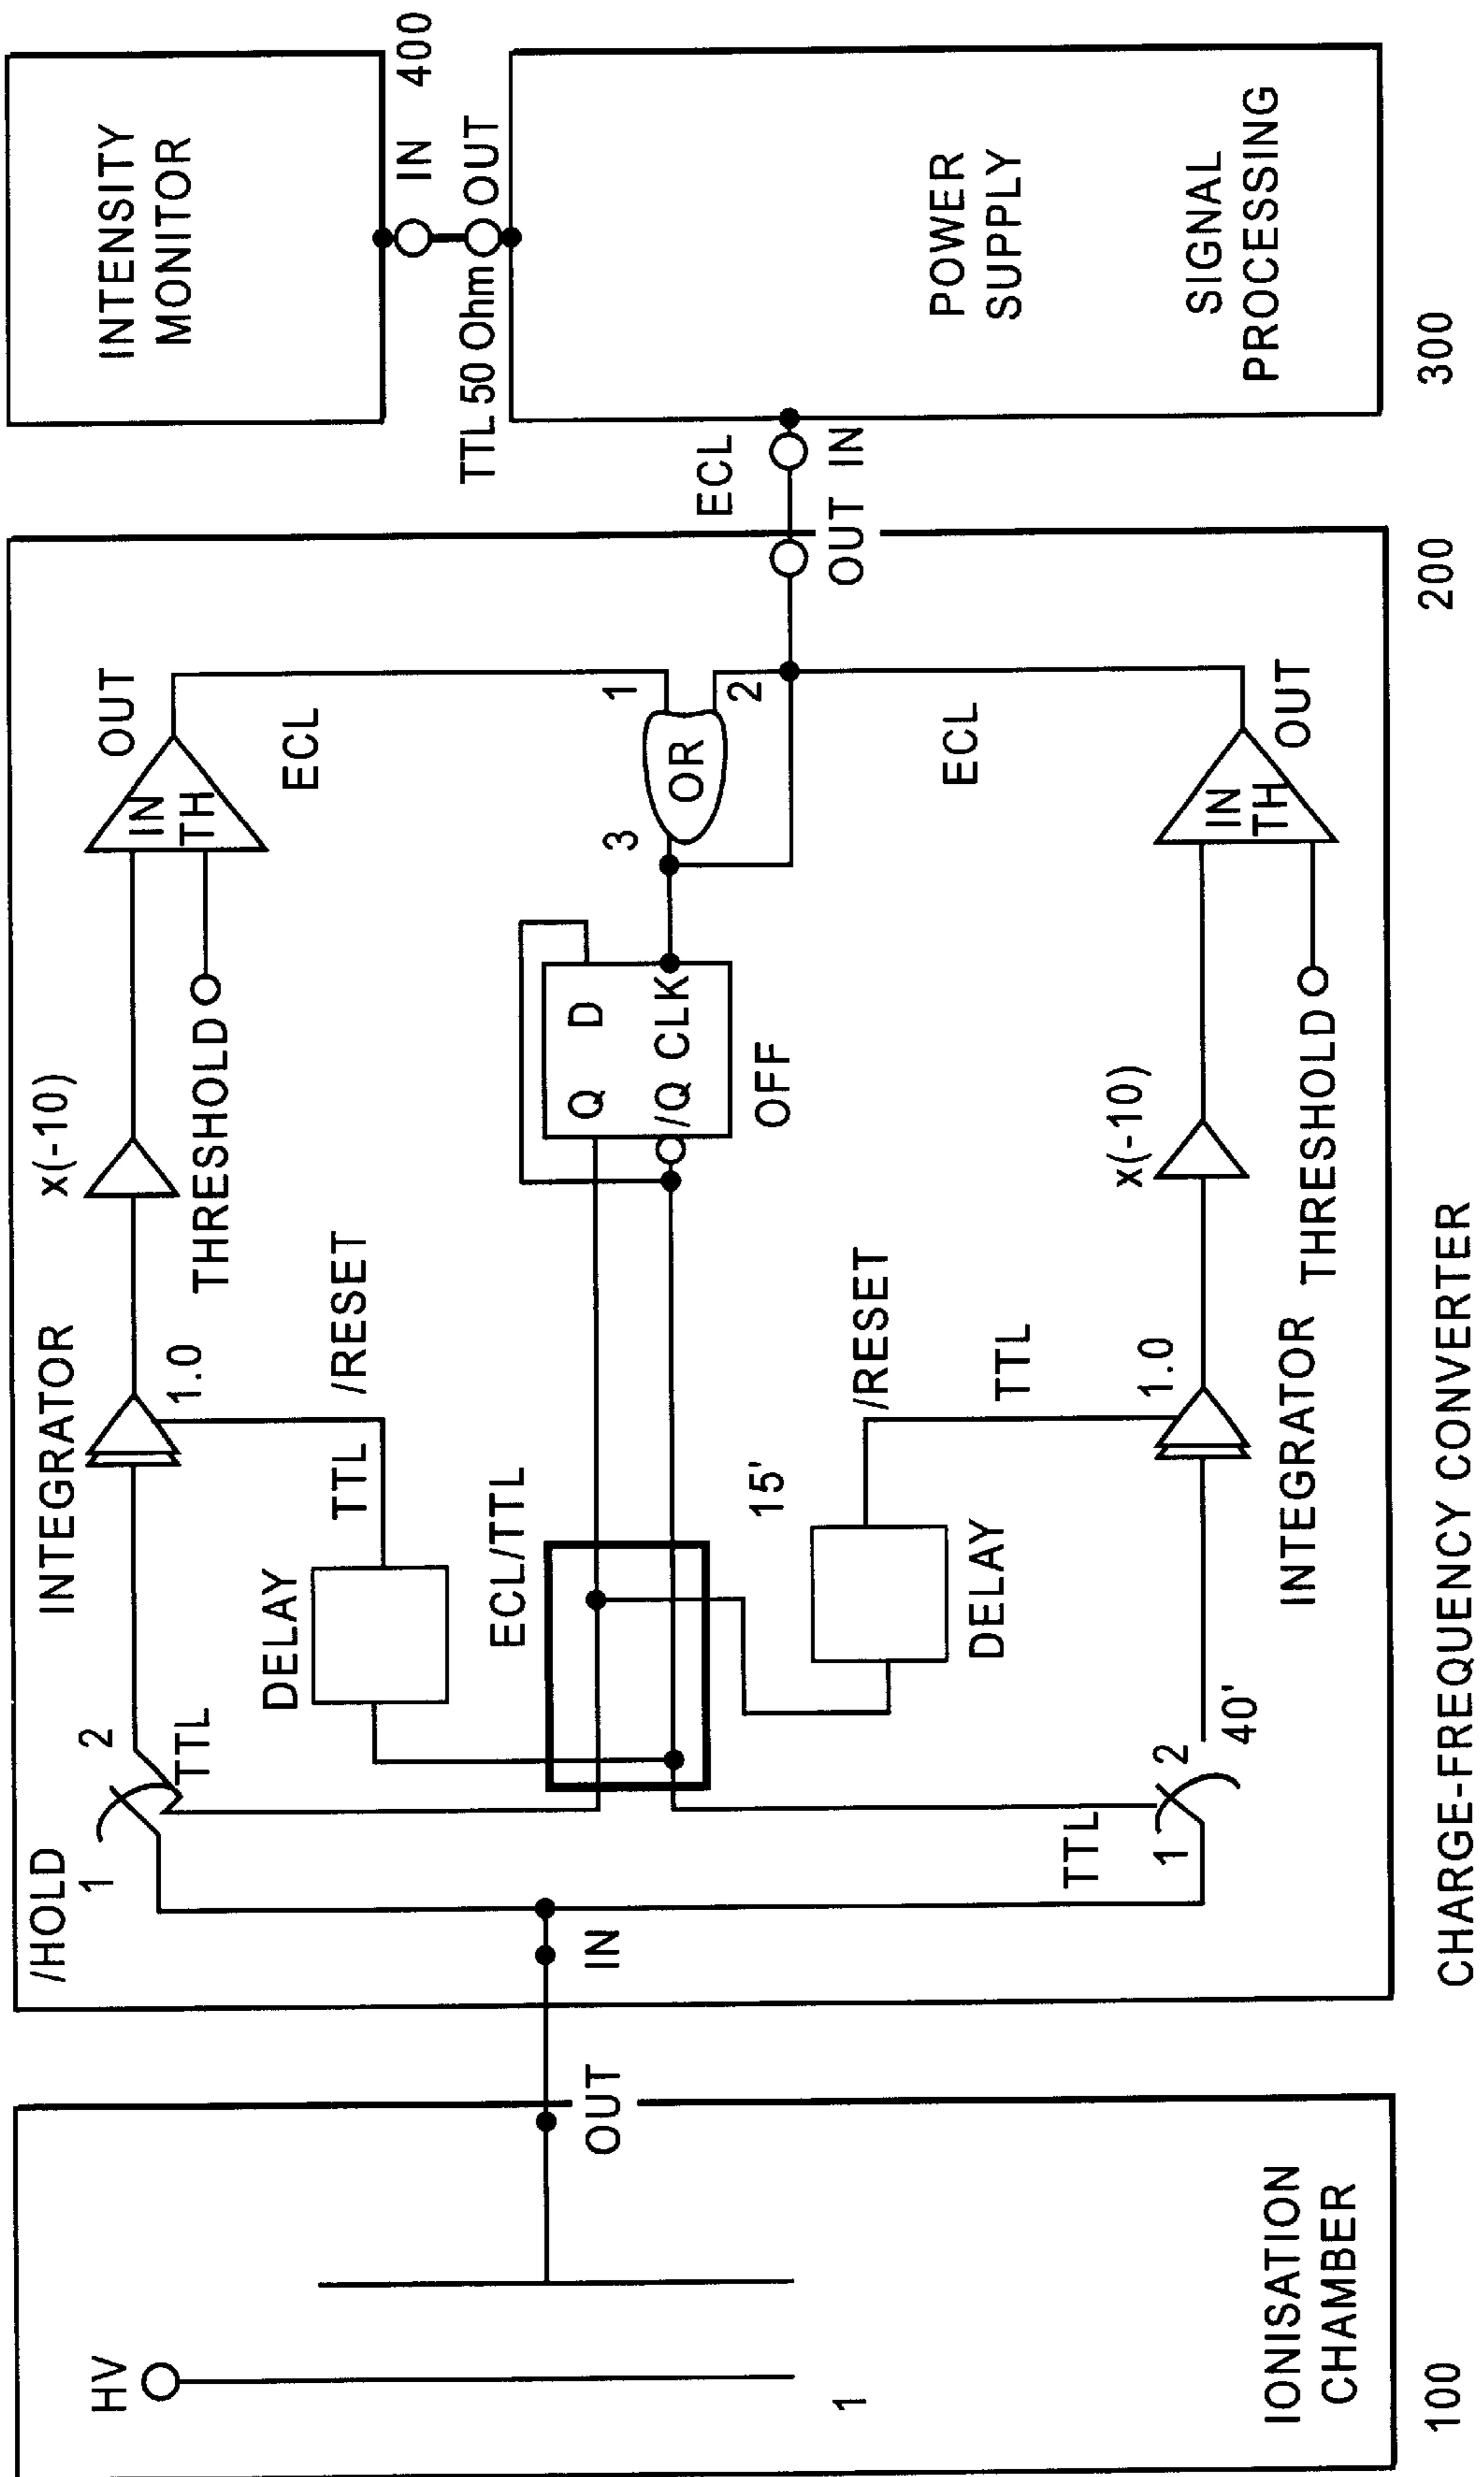 HV
1
IONISATION
CHAMBER
100
OUT
IN
/HOLD
1
2
TTL
INTEGRATOR
1.0
x(-10)
IN
TH
OUT
THRESHOLD
ECL
DELAY
TTL
/RESET
ECL/TTL
Q D
/Q CLK
OFF
3
OR
1
2
15'
DELAY
/RESET
TTL
ECL
TTL
1
2
40'
INTEGRATOR
1.0
x(-10)
THRESHOLD
IN
TH
OUT
CHARGE-FREQUENCY CONVERTER
200
OUT IN
ECL
POWER
SUPPLY
SIGNAL
PROCESSING
300
TTL 50 Ohm
OUT
IN
400
INTENSITY
MONITOR